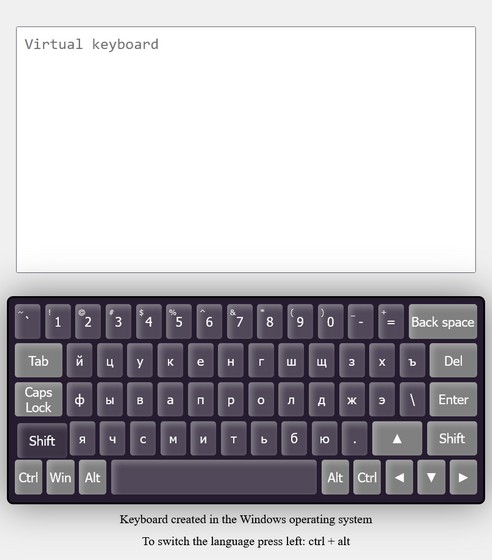 Virtual keyboard
~ ` ! 1 @ 2 # 3 $ 4 % 5 ^ 6 & 7 * 8 ( 9 ) 0 _ - + = Back space
Tab й ц у к е н г ш щ з х ъ Del
Caps Lock ф ы в а п р о л д ж э \ Enter
Shift я ч с м и т ь б ю . ▲ Shift
Ctrl Win Alt Alt Ctrl ◄ ▼ ►
Keyboard created in the Windows operating system
To switch the language press left: ctrl + alt